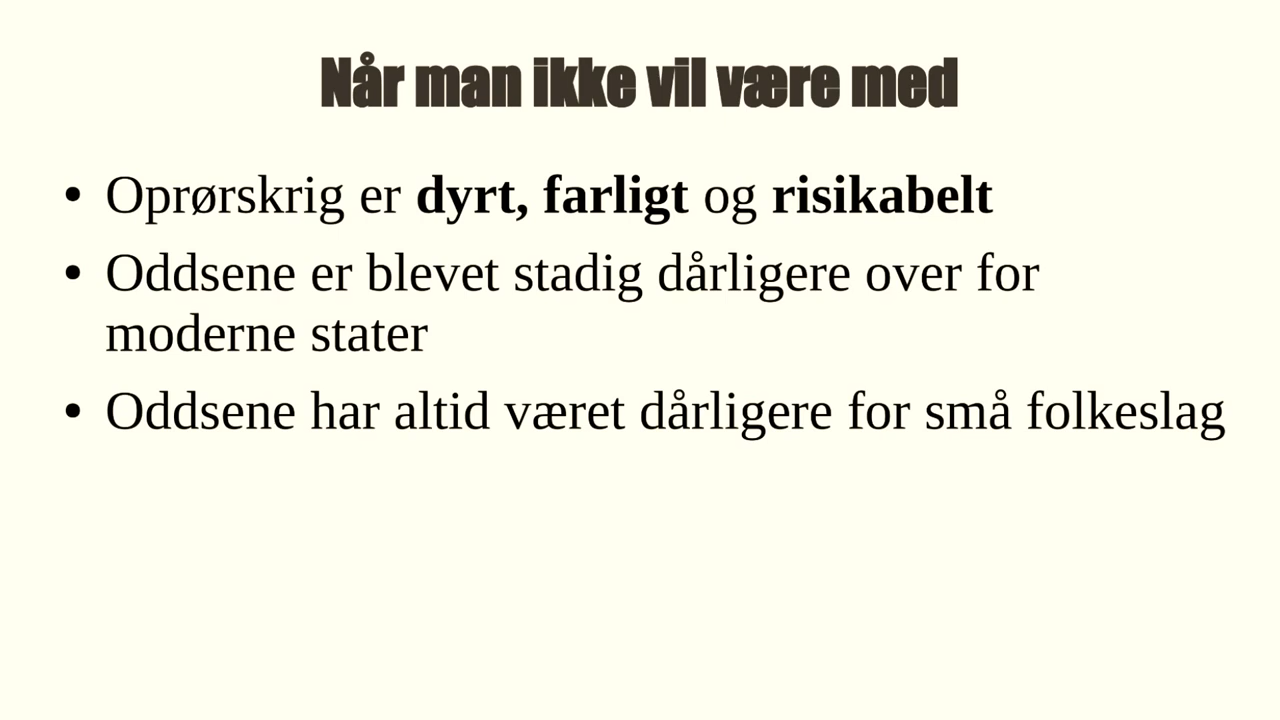 Når man ikke vil være med
• Oprørskrig er dyrt, farligt og risikabelt
• Oddsene er blevet stadig dårligere over for
moderne stater
• Oddsene har altid været dårligere for små folkeslag